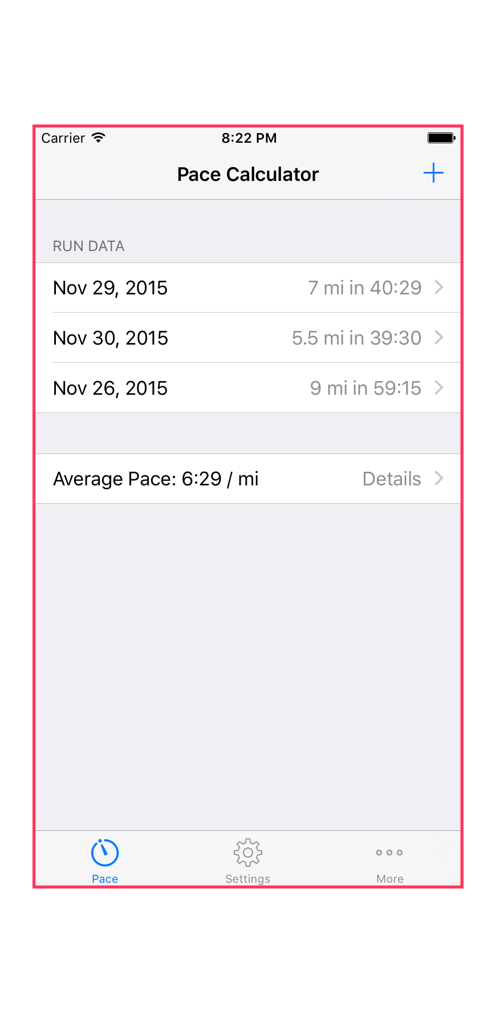 Carrier 8:22 PM
Pace Calculator
RUN DATA
Nov 29, 2015 7 mi in 40:29
Nov 30, 2015 5.5 mi in 39:30
Nov 26, 2015 9 mi in 59:15
Average Pace: 6:29 / mi Details
Pace Settings More